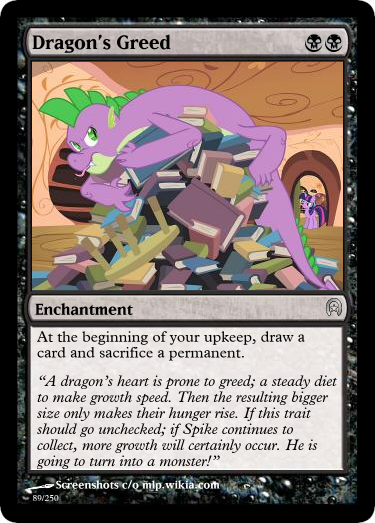 Dragon's Greed
Enchantment
At the beginning of your upkeep, draw a
card and sacrifice a permanent.
“A dragon's heart is prone to greed; a steady diet
to make growth speed. Then the resulting bigger
size only makes their hunger rise. If this trait
should go unchecked; if Spike continues to
collect, more growth will certainly occur. He is
going to turn into a monster!”
Screenshots c/o mlp.wikia.com
89/250